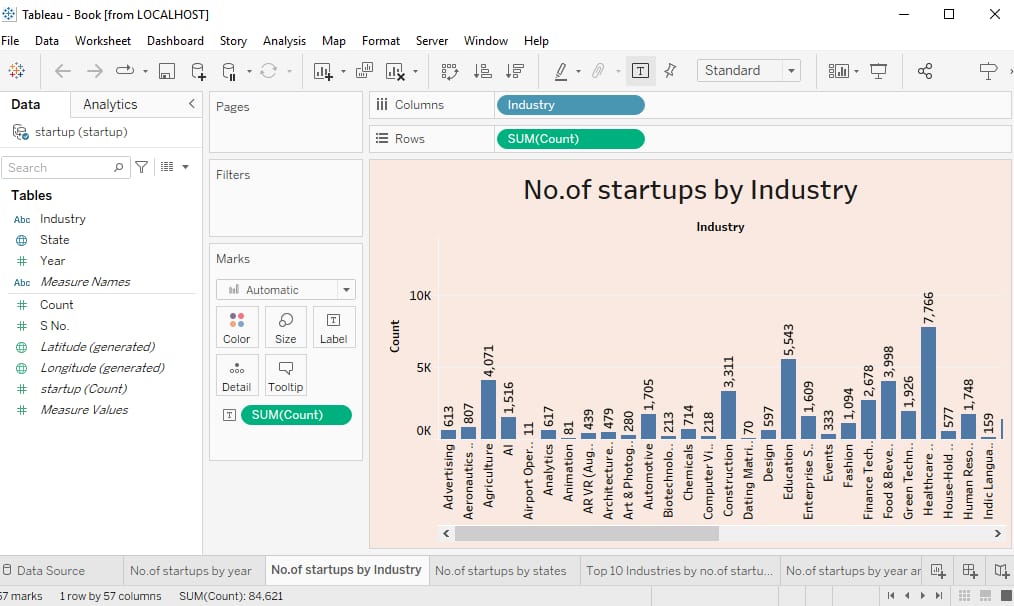 Tableau - Book [from LOCALHOST]
File Data Worksheet Dashboard Story Analysis Map Format Server Window Help
Standard
Data Analytics
startup (startup)
Search
Tables
Abc Industry
State
# Year
Abc Measure Names
# Count
# S No.
Latitude (generated)
Longitude (generated)
# startup (Count)
# Measure Values
Pages
Filters
Marks
Automatic
Color Size T Label
Detail Tooltip
T SUM(Count)
Columns Industry
Rows SUM(Count)
No.of startups by Industry
Industry
Count
10K
5K
0K
613
807
4,071
1,516
11
617
81
439
479
280
1,705
213
714
218
3,311
70
597
5,543
1,609
333
1,094
2,678
3,998
1,926
7,766
577
1,748
159
Advertising
Aeronautics ..
Agriculture
AI
Airport Oper..
Analytics
Animation
AR VR (Aug..
Architecture..
Art & Photog..
Automotive
Biotechnolo..
Chemicals
Computer Vi..
Construction
Dating Matri..
Design
Education
Enterprise S..
Events
Fashion
Finance Tech..
Food & Beve..
Green Techn..
Healthcare ..
House-Hold ..
Human Reso..
Indic Langua..
Data Source No.of startups by year No.of startups by Industry No.of startups by states Top 10 Industries by no.of startu... No.of startups by year ar
57 marks 1 row by 57 columns SUM(Count): 84,621